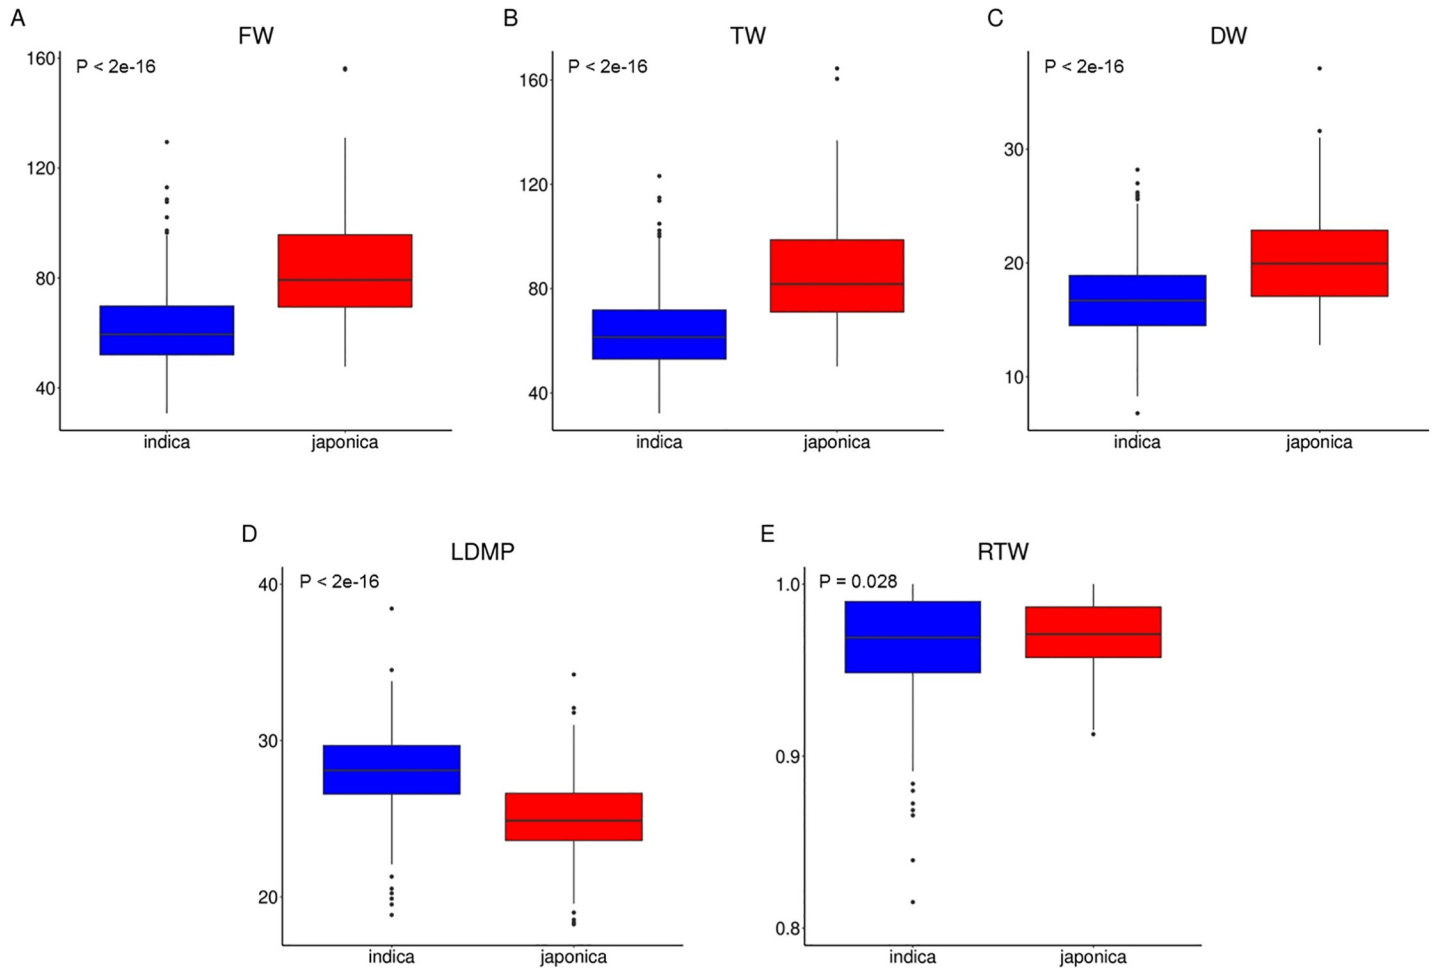 A
FW
P < 2e-16
160
120
80
40
indica japonica
B
TW
P < 2e-16
160
120
80
40
indica japonica
C
DW
P < 2e-16
30
20
10
indica japonica
D
LDMP
P < 2e-16
40
30
20
indica japonica
E
RTW
P = 0.028
1.0
0.9
0.8
indica japonica